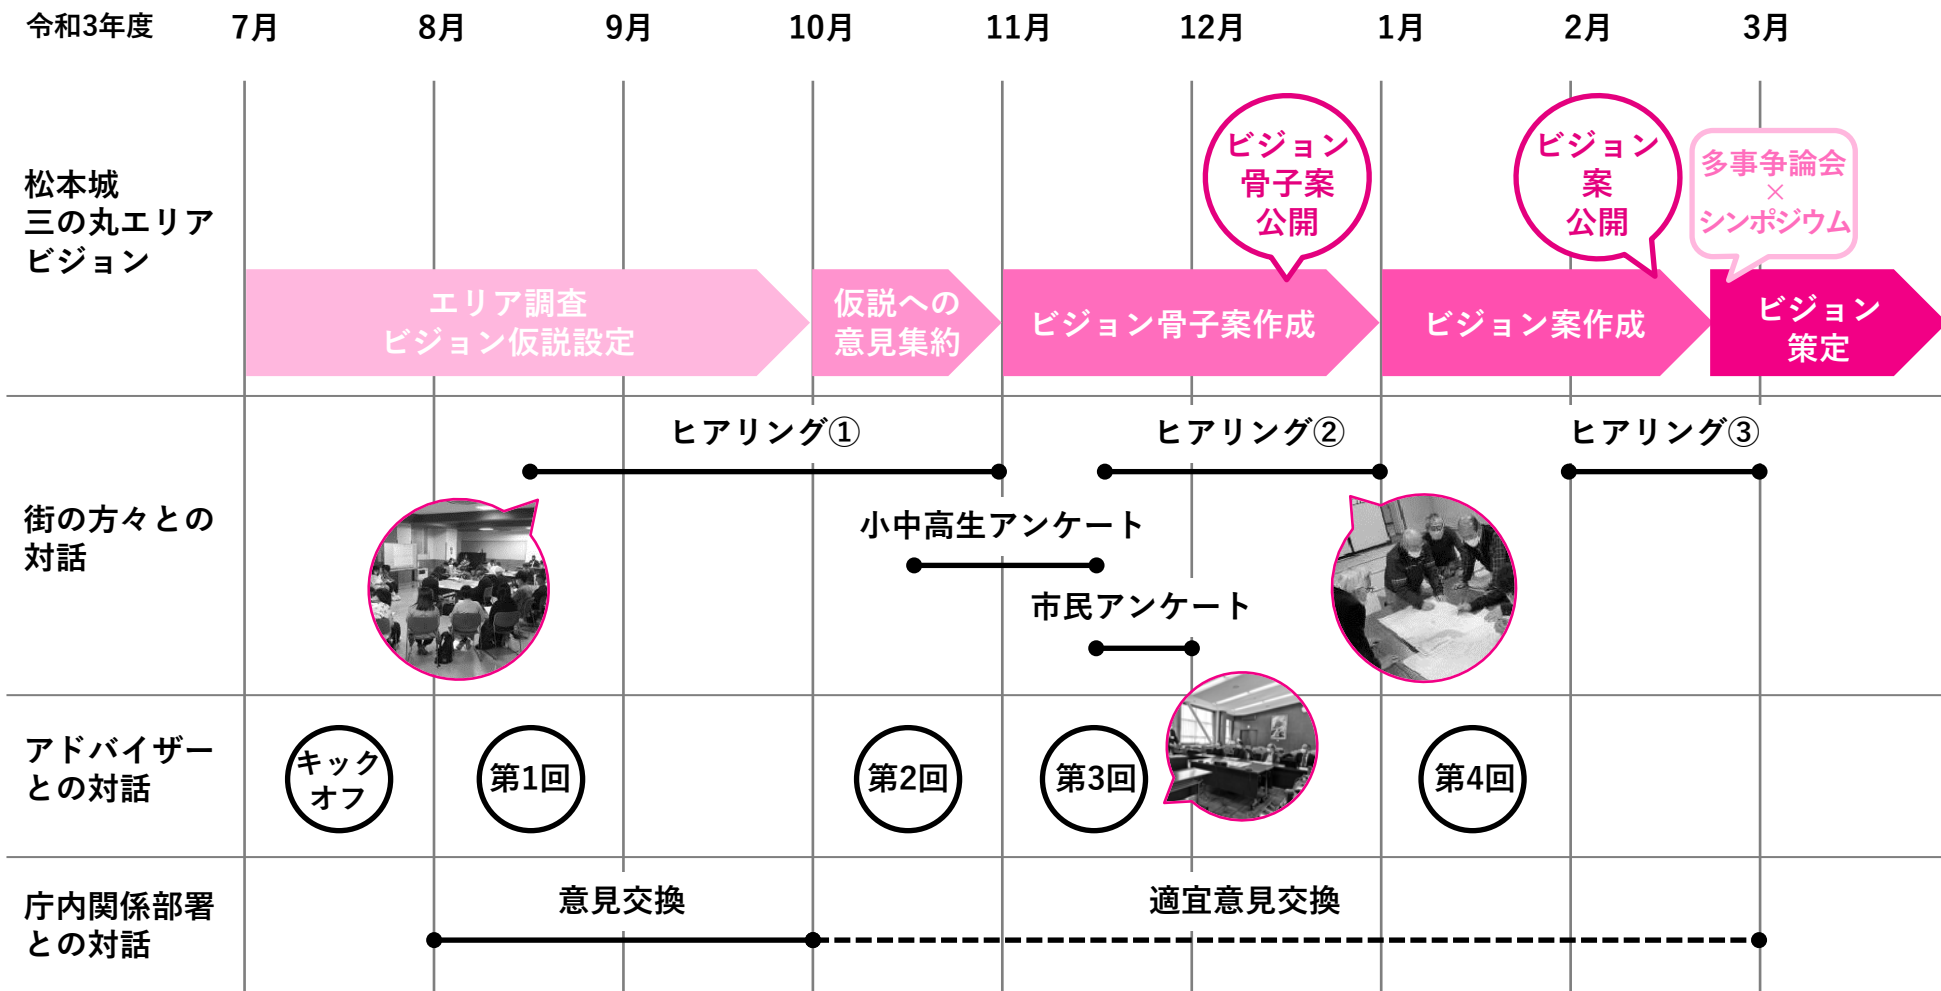 令和3年度
7月
8月
9月
10月
11月
12月
1月
2月
3月
松本城
三の丸エリア
ビジョン
ビジョン
骨子案
公開
ビジョン
案
公開
多事争論会
×
シンポジウム
エリア調査
ビジョン仮説設定
仮説への
意見集約
ビジョン骨子案作成
ビジョン案作成
ビジョン
策定
街の方々との
対話
ヒアリング①
ヒアリング②
ヒアリング③
小中高生アンケート
市民アンケート
アドバイザー
との対話
キック
オフ
第1回
第2回
第3回
第4回
庁内関係部署
との対話
意見交換
適宜意見交換